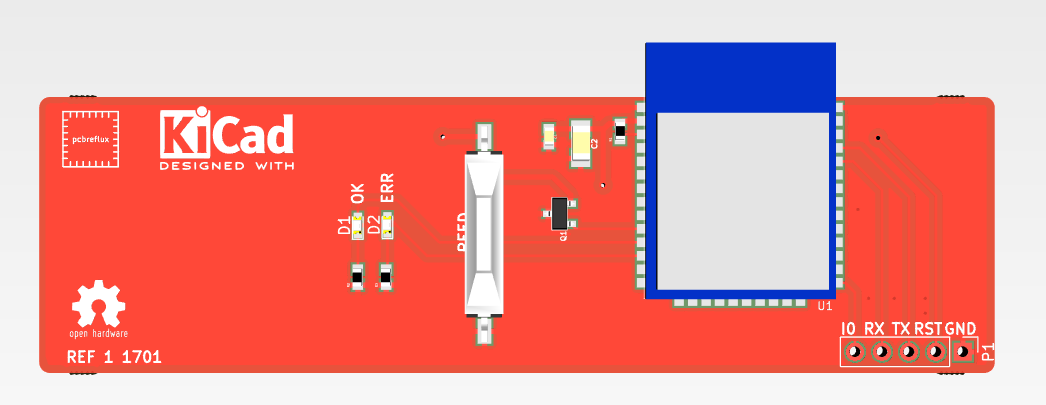 pcbreflux
KiCad
DESIGNED WITH
OK
ERR
D1
D2
REED
C2
Q1
U1
open hardware
REF 1 1701
IO RX TX RST GND
P1